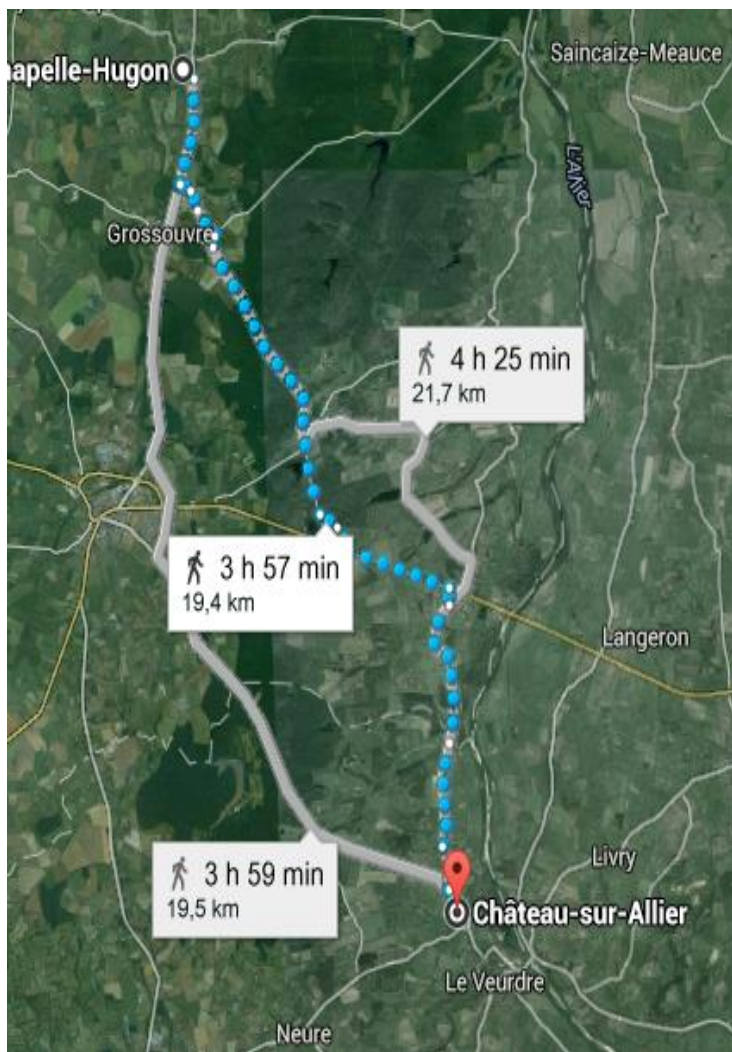 Saincaize-Meauce
hapelle-Hugon
L'Allier
Grossouvre
4 h 25 min
21,7 km
3 h 57 min
19,4 km
Langeron
3 h 59 min
19,5 km
Livry
Château-sur-Allier
Le Veurdre
Neure